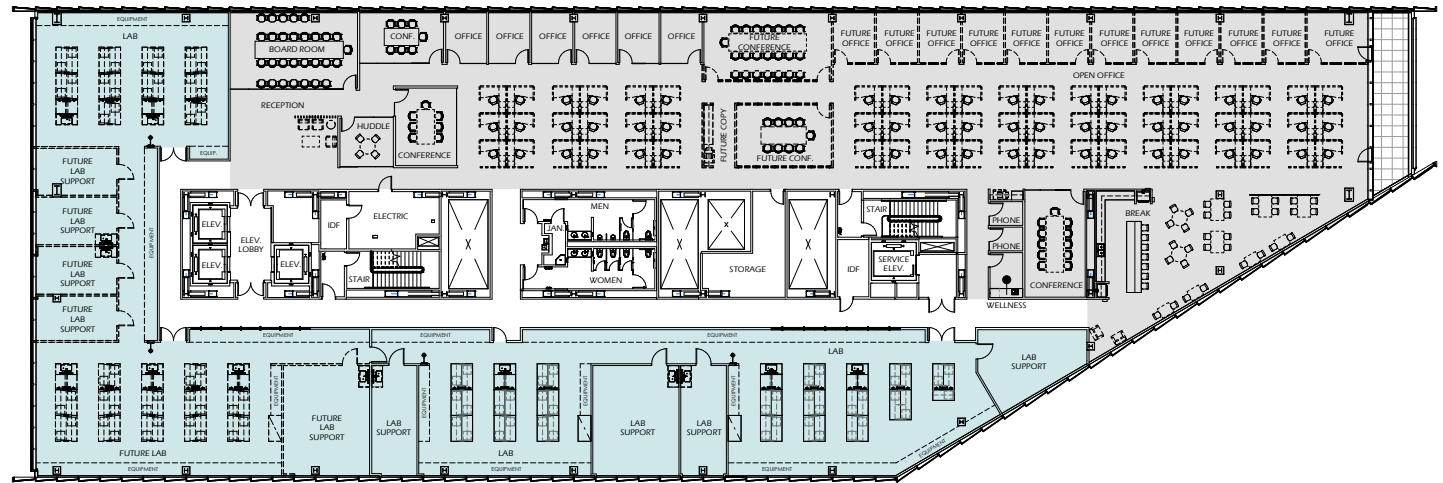 EQUIPMENT
LAB
BOARD ROOM
CONF.
OFFICE
OFFICE
OFFICE
OFFICE
OFFICE
OFFICE
FUTURE
CONFERENCE
FUTURE
OFFICE
FUTURE
OFFICE
FUTURE
OFFICE
FUTURE
OFFICE
FUTURE
OFFICE
FUTURE
OFFICE
FUTURE
OFFICE
FUTURE
OFFICE
FUTURE
OFFICE
FUTURE
OFFICE
FUTURE
OFFICE
FUTURE
OFFICE
OPEN OFFICE
RECEPTION
HUDDLE
CONFERENCE
FUTURE COPY
FUTURE CONF.
EQUIP.
FUTURE
LAB
SUPPORT
FUTURE
LAB
SUPPORT
FUTURE
LAB
SUPPORT
FUTURE
LAB
SUPPORT
EQUIPMENT
ELEV.
ELEV.
ELEV.
LOBBY
ELEV.
IDF
ELECTRIC
STAIR
X
MEN
JAN.
WOMEN
X
X
STORAGE
X
STAIR
IDF
SERVICE
ELEV.
PHONE
PHONE
WELLNESS
CONFERENCE
BREAK
EQUIPMENT
EQUIPMENT
EQUIPMENT
LAB
LAB
SUPPORT
EQUIPMENT
FUTURE
LAB
SUPPORT
LAB
SUPPORT
EQUIPMENT
EQUIPMENT
LAB
SUPPORT
LAB
SUPPORT
EQUIPMENT
FUTURE LAB
EQUIPMENT
LAB
EQUIPMENT
EQUIPMENT
EQUIPMENT